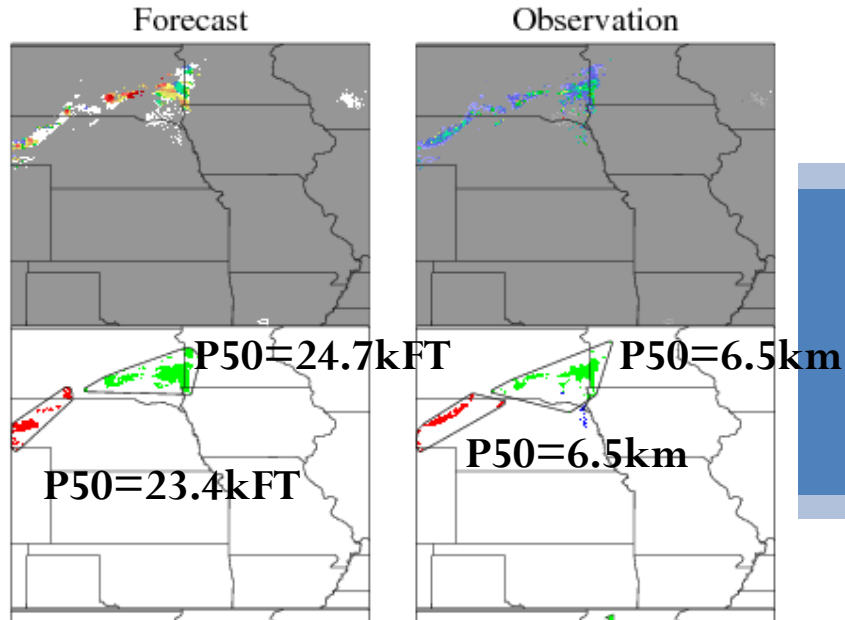 Forecast
Observation
P50=24.7kFT
P50=6.5km
P50=23.4kFT
P50=6.5km